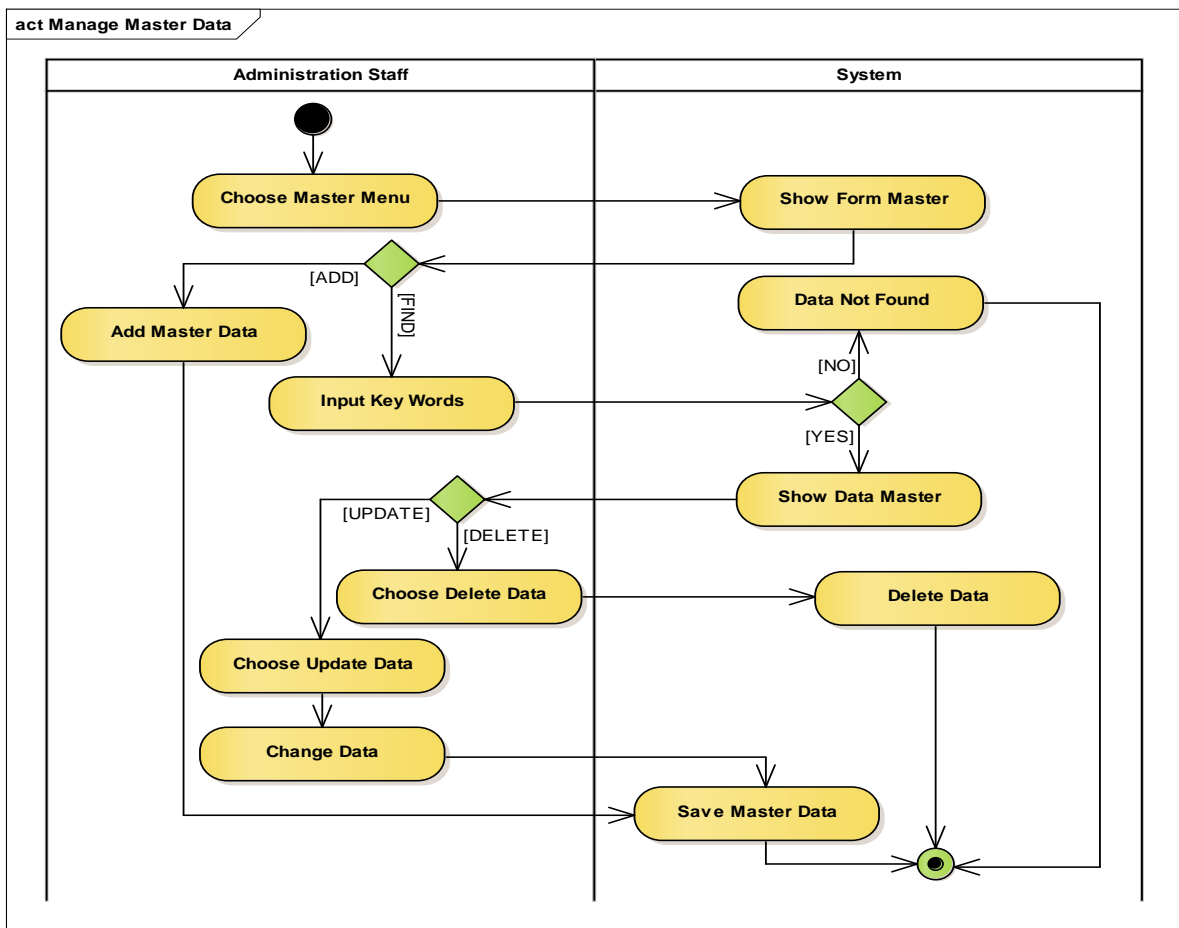 act Manage Master Data
Administration Staff
System
Choose Master Menu
Show Form Master
[ADD]
[FIND]
Add Master Data
Data Not Found
[NO]
Input Key Words
[YES]
Show Data Master
[UPDATE]
[DELETE]
Choose Delete Data
Delete Data
Choose Update Data
Change Data
Save Master Data